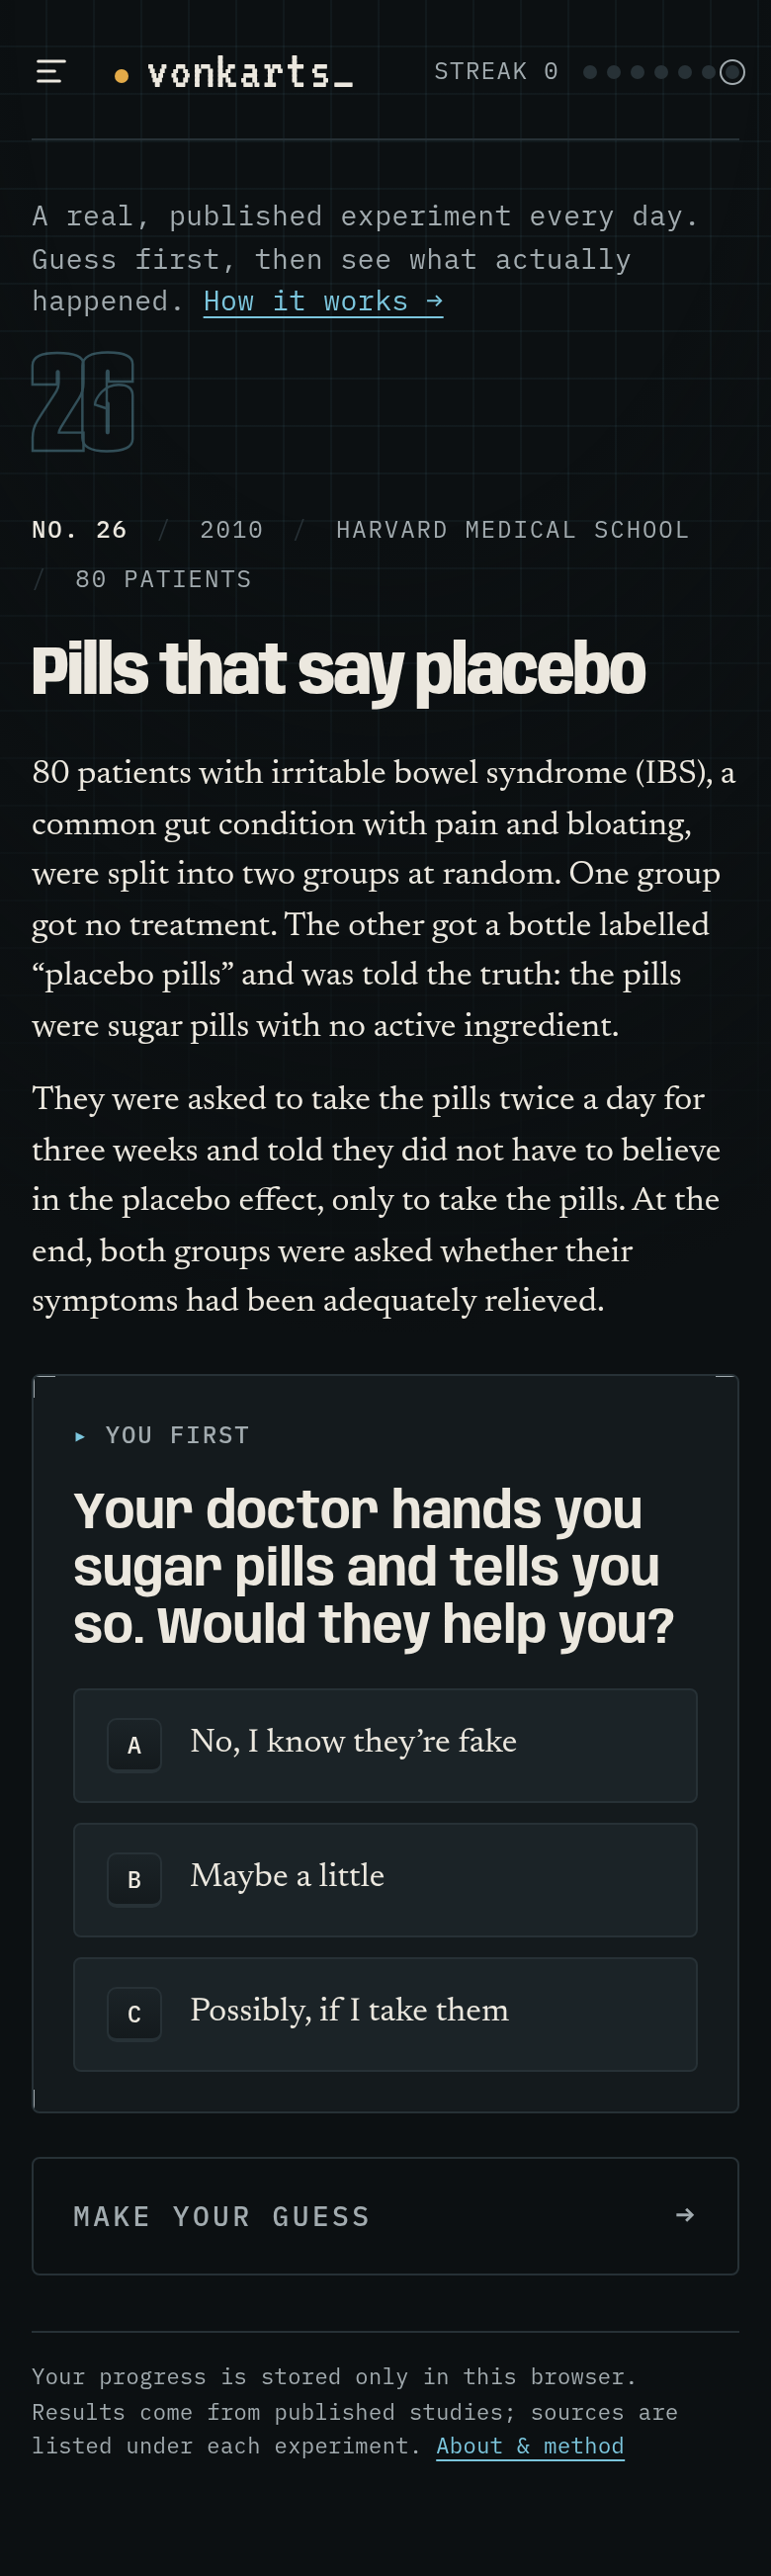 vonkarts_
STREAK 0
A real, published experiment every day.
Guess first, then see what actually
happened. How it works →
26
NO. 26 / 2010 / HARVARD MEDICAL SCHOOL
/ 80 PATIENTS
Pills that say placebo
80 patients with irritable bowel syndrome (IBS), a
common gut condition with pain and bloating,
were split into two groups at random. One group
got no treatment. The other got a bottle labelled
“placebo pills” and was told the truth: the pills
were sugar pills with no active ingredient.
They were asked to take the pills twice a day for
three weeks and told they did not have to believe
in the placebo effect, only to take the pills. At the
end, both groups were asked whether their
symptoms had been adequately relieved.
▸ YOU FIRST
Your doctor hands you
sugar pills and tells you
so. Would they help you?
A No, I know they’re fake
B Maybe a little
C Possibly, if I take them
MAKE YOUR GUESS →
Your progress is stored only in this browser.
Results come from published studies; sources are
listed under each experiment. About & method